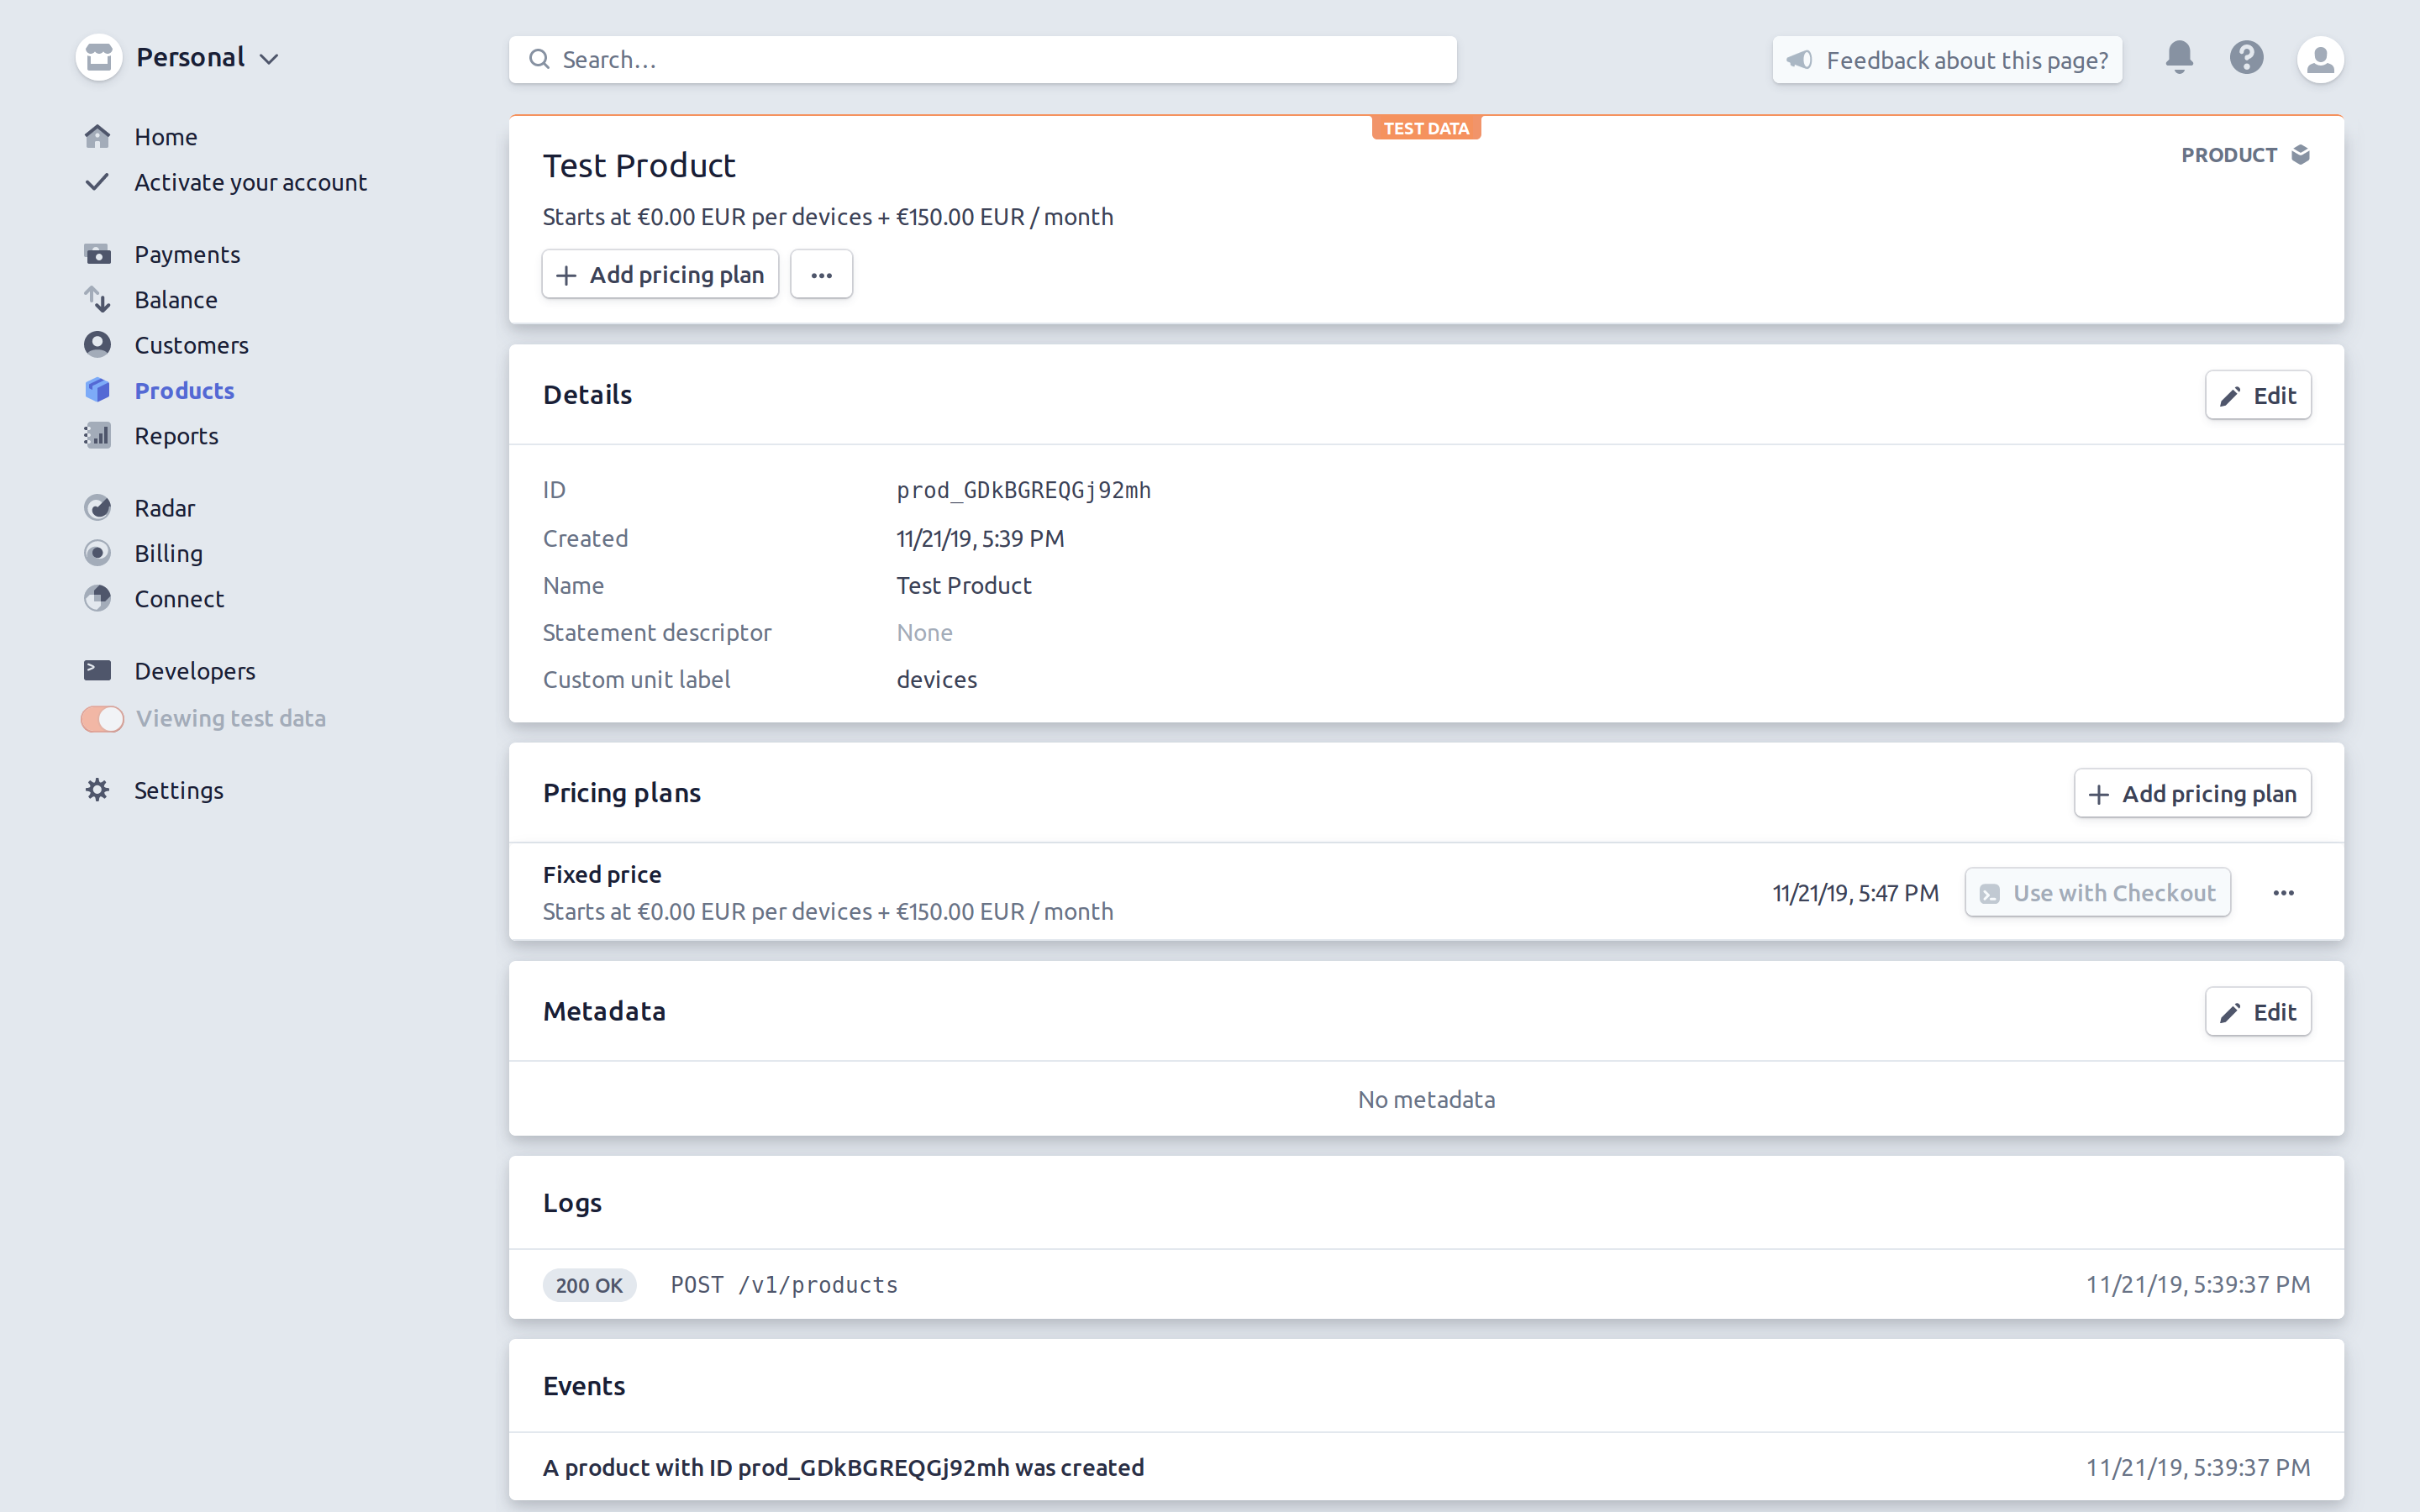 Personal
Search…
Feedback about this page?
Home
Activate your account
Payments
Balance
Customers
Products
Reports
Radar
Billing
Connect
Developers
Viewing test data
Settings
TEST DATA
Test Product
PRODUCT
Starts at €0.00 EUR per devices + €150.00 EUR / month
Add pricing plan
Details
Edit
ID prod_GDkBGREQGj92mh
Created 11/21/19, 5:39 PM
Name Test Product
Statement descriptor None
Custom unit label devices
Pricing plans
Add pricing plan
Fixed price
Starts at €0.00 EUR per devices + €150.00 EUR / month
11/21/19, 5:47 PM
Use with Checkout
Metadata
Edit
No metadata
Logs
200 OK POST /v1/products 11/21/19, 5:39:37 PM
Events
A product with ID prod_GDkBGREQGj92mh was created 11/21/19, 5:39:37 PM